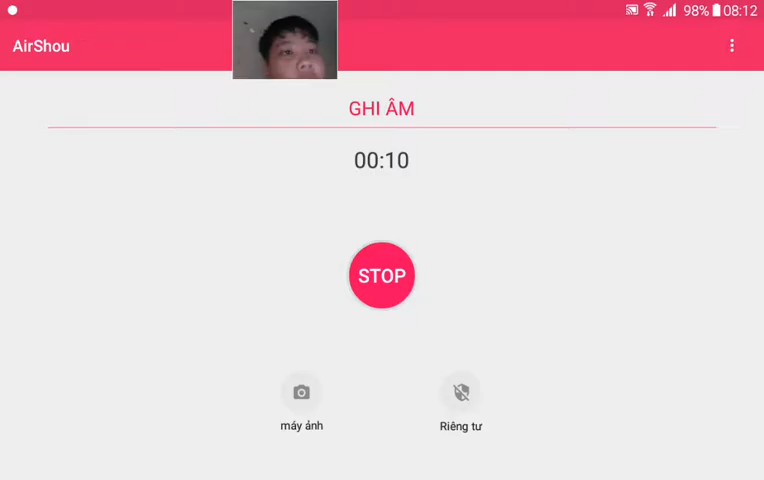 98% 08:12
AirShou
GHI ÂM
00:10
STOP
máy ảnh
Riêng tư